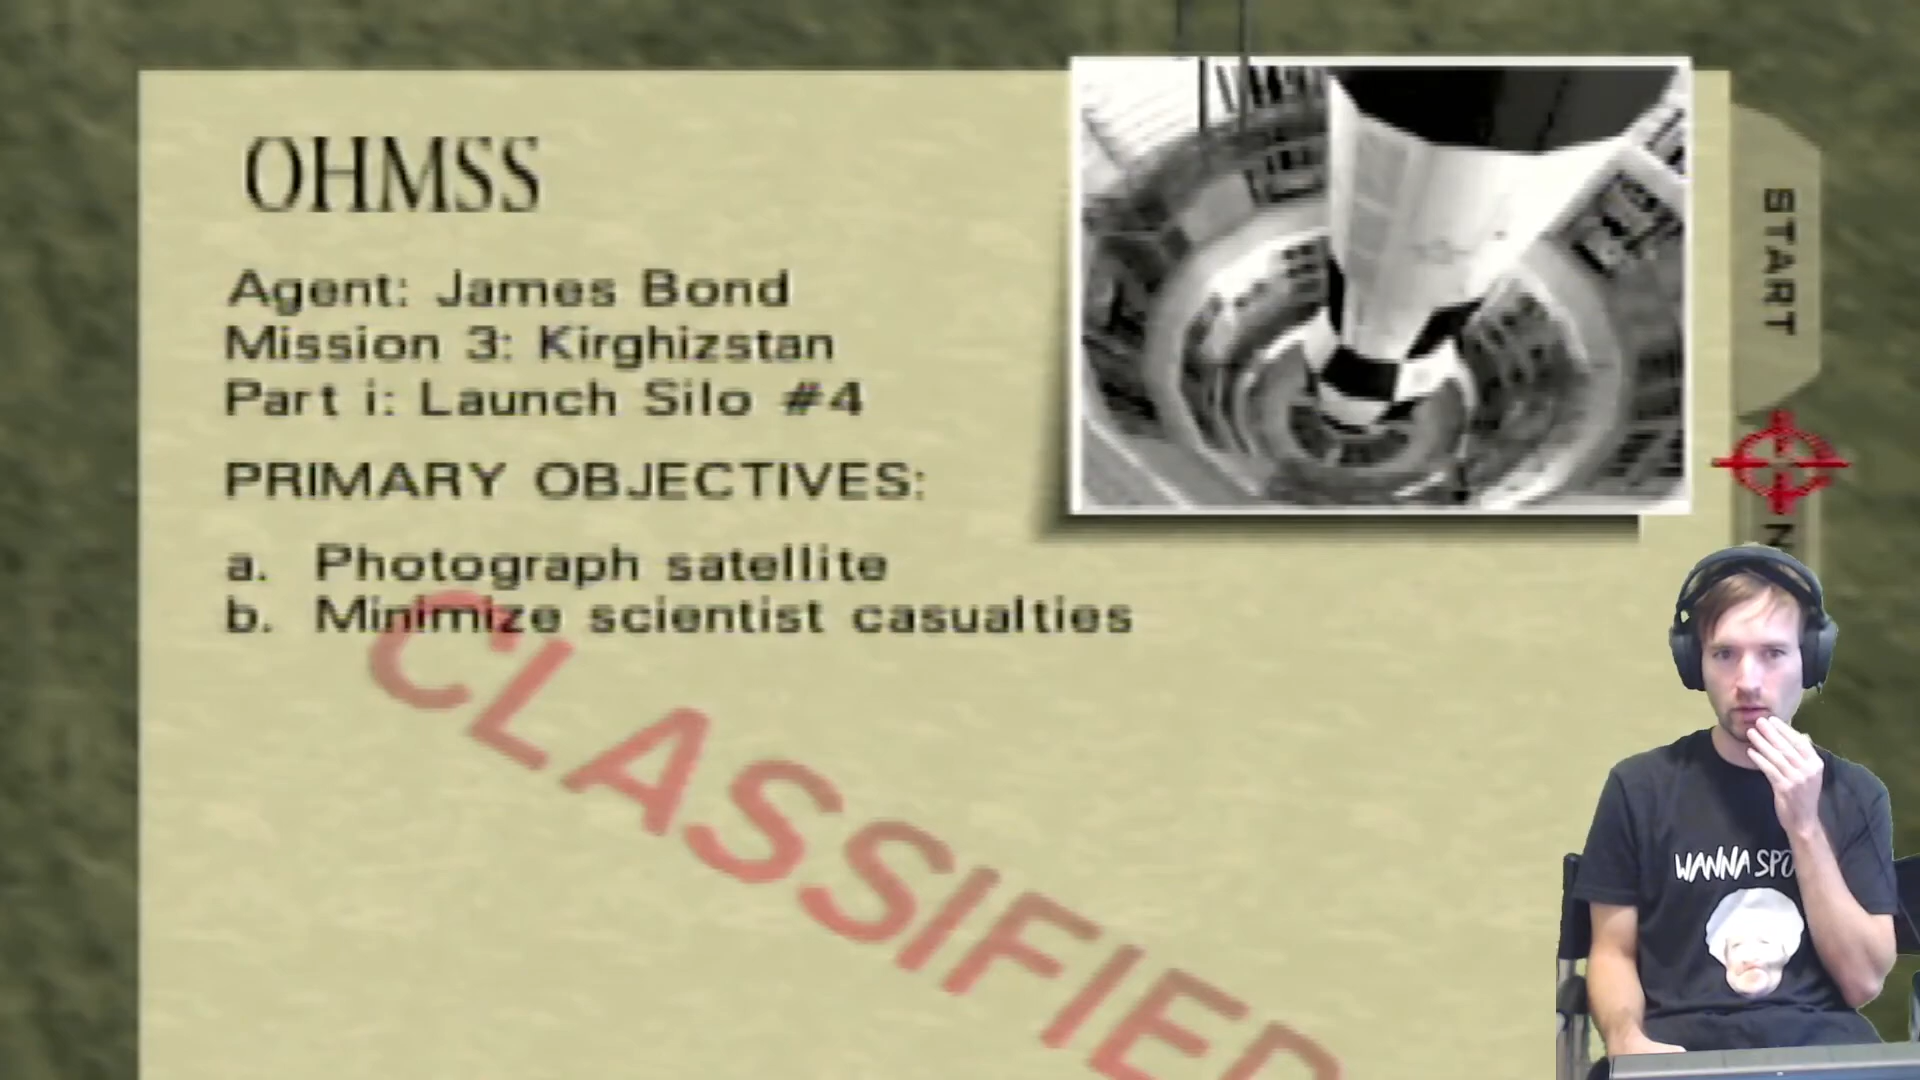 OHMSS
Agent: James Bond
Mission 3: Kirghizstan
Part i: Launch Silo #4
PRIMARY OBJECTIVES:
a. Photograph satellite
b. Minimize scientist casualties
CLASSIFIED
START
WANNA